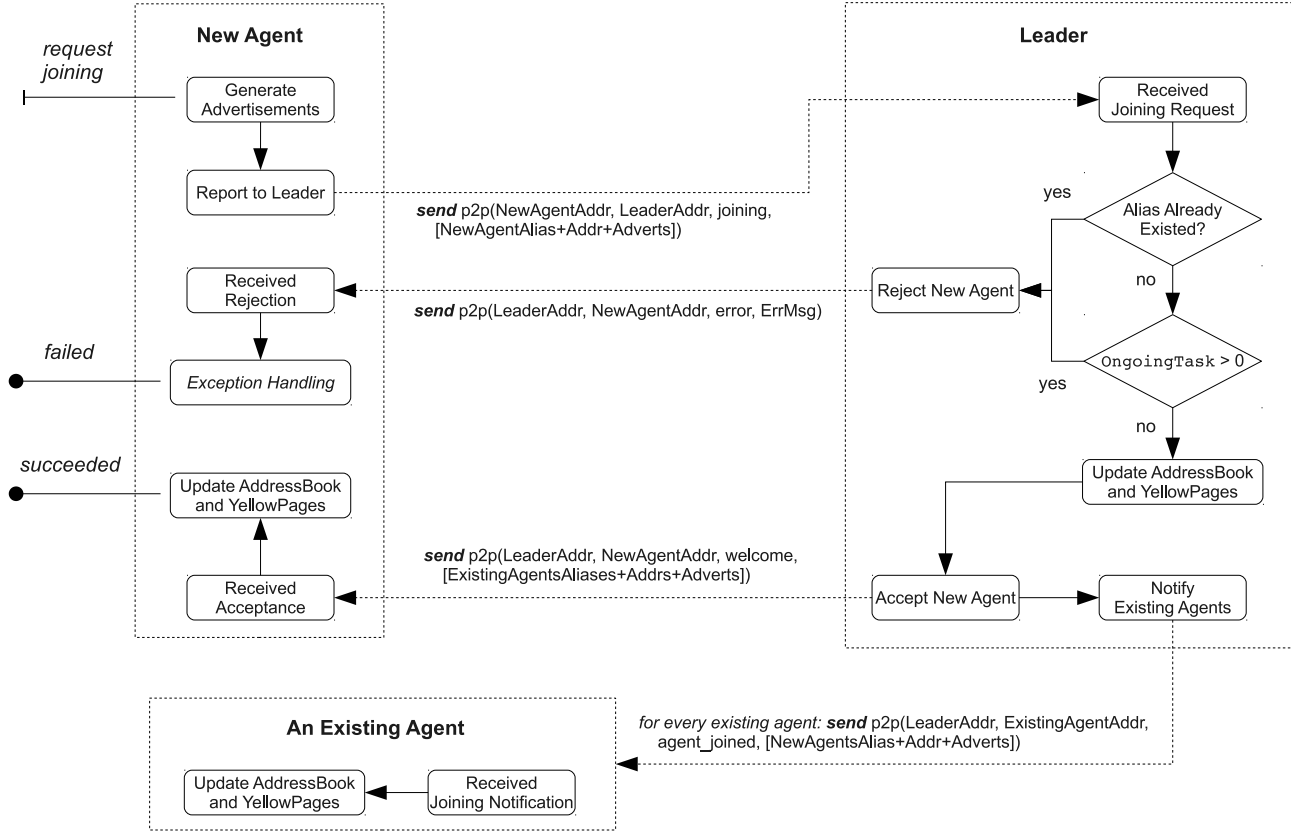 New Agent
Leader
request
joining
Generate
Advertisements
Received
Joining Request
Report to Leader
send p2p(NewAgentAddr, LeaderAddr, joining,
[NewAgentAlias+Addr+Adverts])
yes
Alias Already
Existed?
no
Received
Rejection
Reject New Agent
send p2p(LeaderAddr, NewAgentAddr, error, ErrMsg)
failed
Exception Handling
OngoingTask > 0
yes
no
succeeded
Update AddressBook
and YellowPages
Update AddressBook
and YellowPages
send p2p(LeaderAddr, NewAgentAddr, welcome,
[ExistingAgentsAliases+Addrs+Adverts])
Received
Acceptance
Accept New Agent
Notify
Existing Agents
An Existing Agent
for every existing agent: send p2p(LeaderAddr, ExistingAgentAddr,
agent_joined, [NewAgentsAlias+Addr+Adverts])
Update AddressBook
and YellowPages
Received
Joining Notification